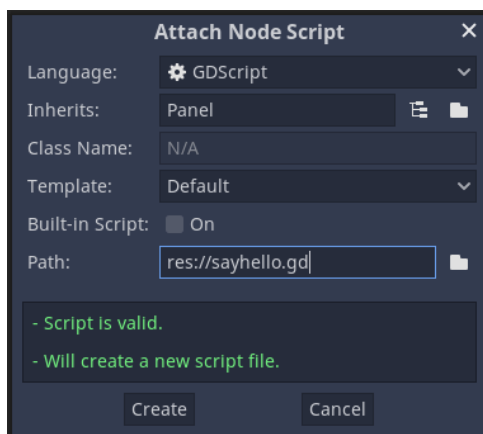 Attach Node Script
Language: GDScript
Inherits: Panel
Class Name: N/A
Template: Default
Built-in Script: On
Path: res://sayhello.gd
- Script is valid.
- Will create a new script file.
Create Cancel